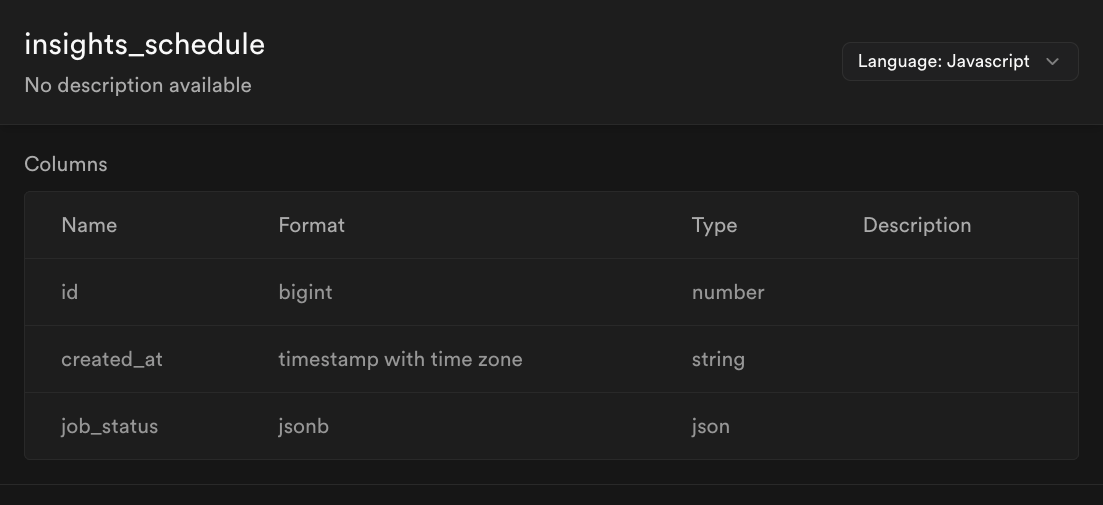 insights_schedule
No description available
Language: Javascript
Columns
Name Format Type Description
id bigint number
created_at timestamp with time zone string
job_status jsonb json